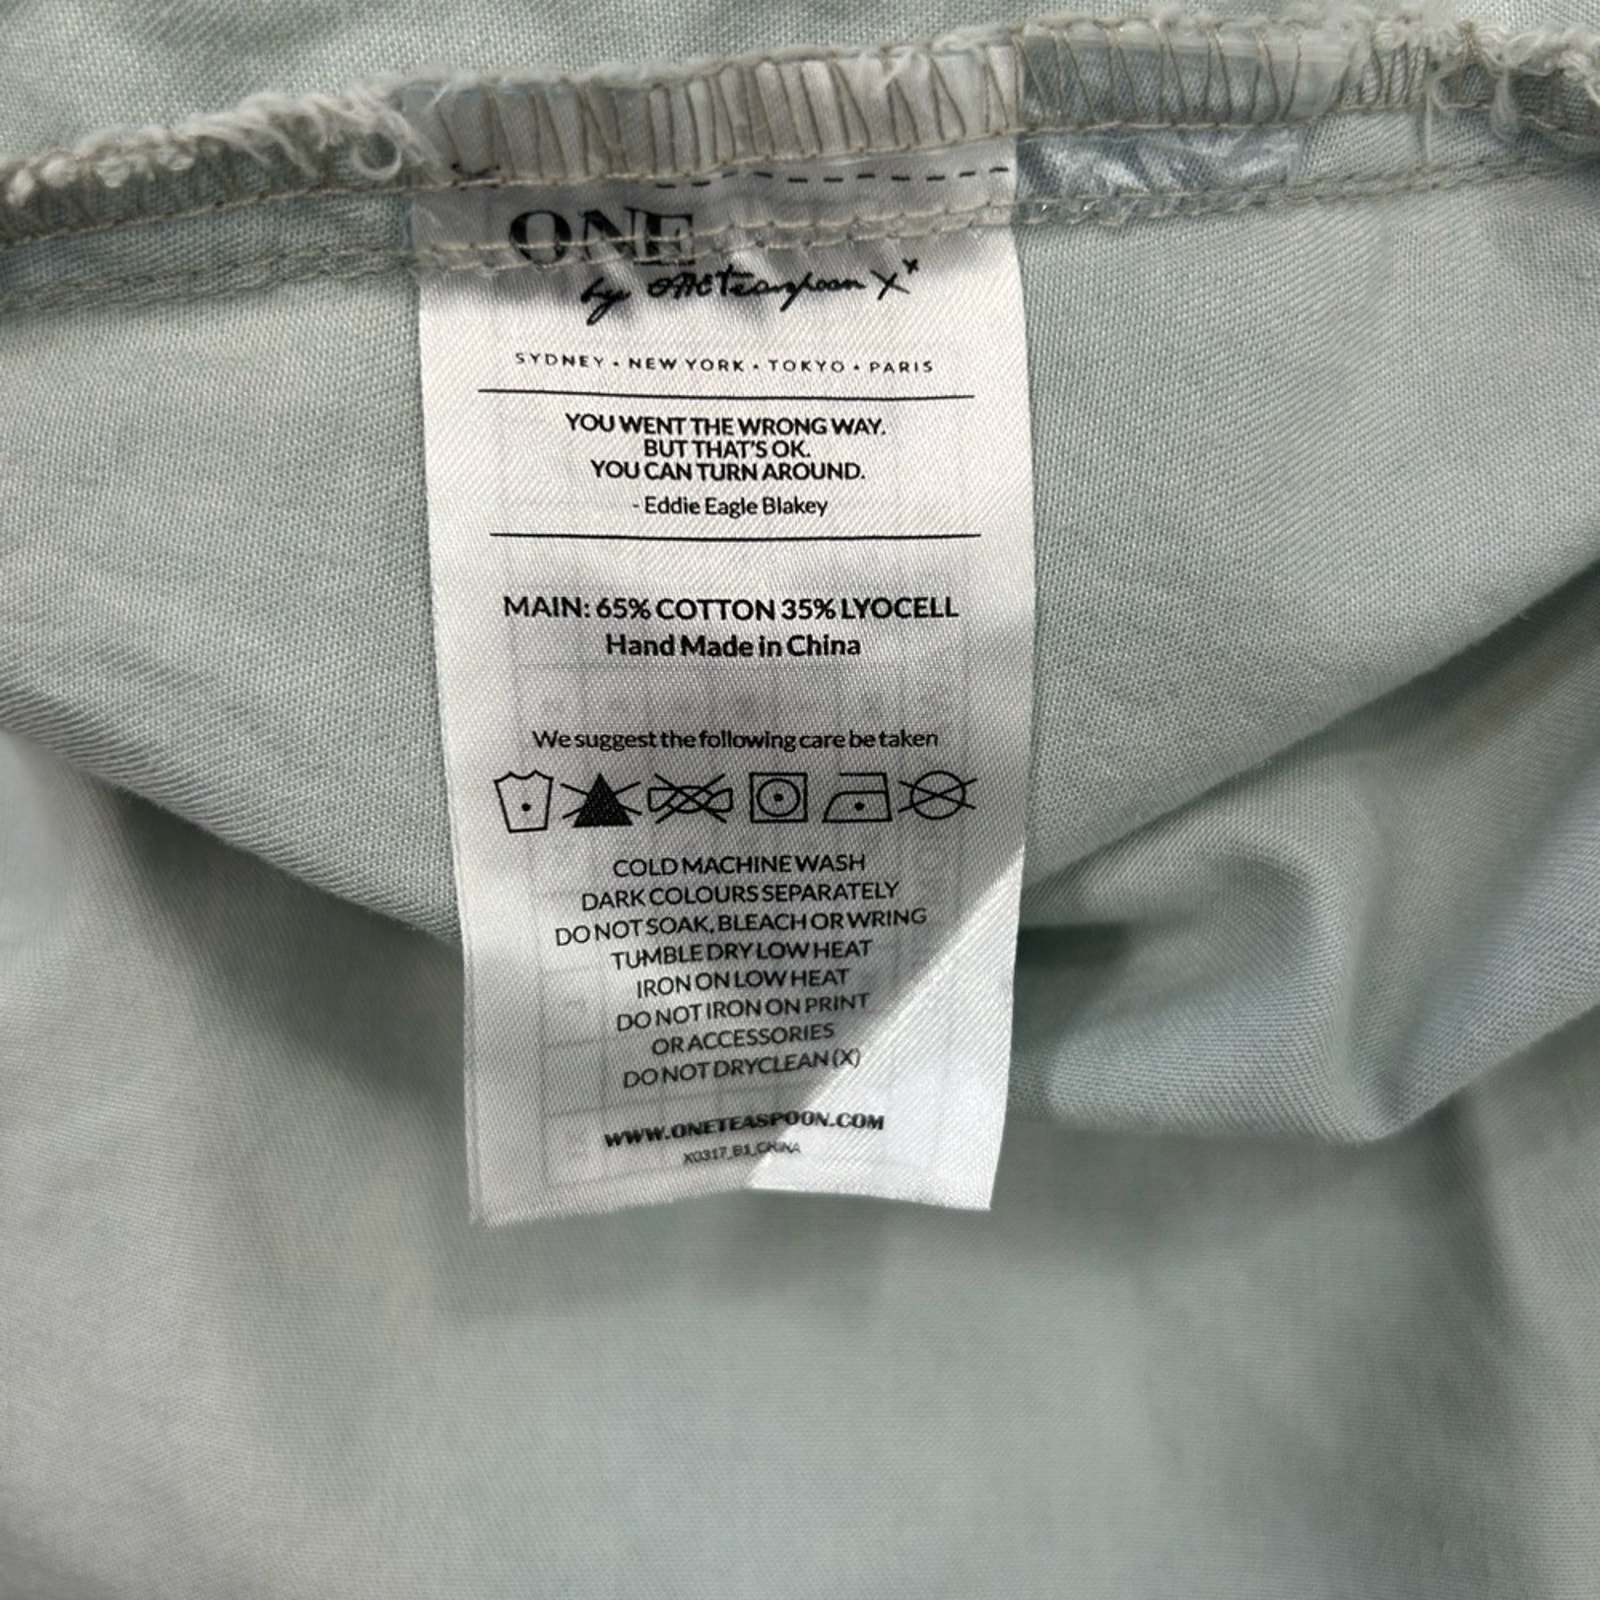 ONE
by oneteaspoon xx
SYDNEY • NEW YORK • TOKYO • PARIS
YOU WENT THE WRONG WAY.
BUT THAT'S OK.
YOU CAN TURN AROUND.
- Eddie Eagle Blakey
MAIN: 65% COTTON 35% LYOCELL
Hand Made in China
We suggest the following care be taken
COLD MACHINE WASH
DARK COLOURS SEPARATELY
DO NOT SOAK, BLEACH OR WRING
TUMBLE DRY LOW HEAT
IRON ON LOW HEAT
DO NOT IRON ON PRINT
OR ACCESSORIES
DO NOT DRYCLEAN (X)
WWW.ONETEASPOON.COM
X0317_B1_CHINA